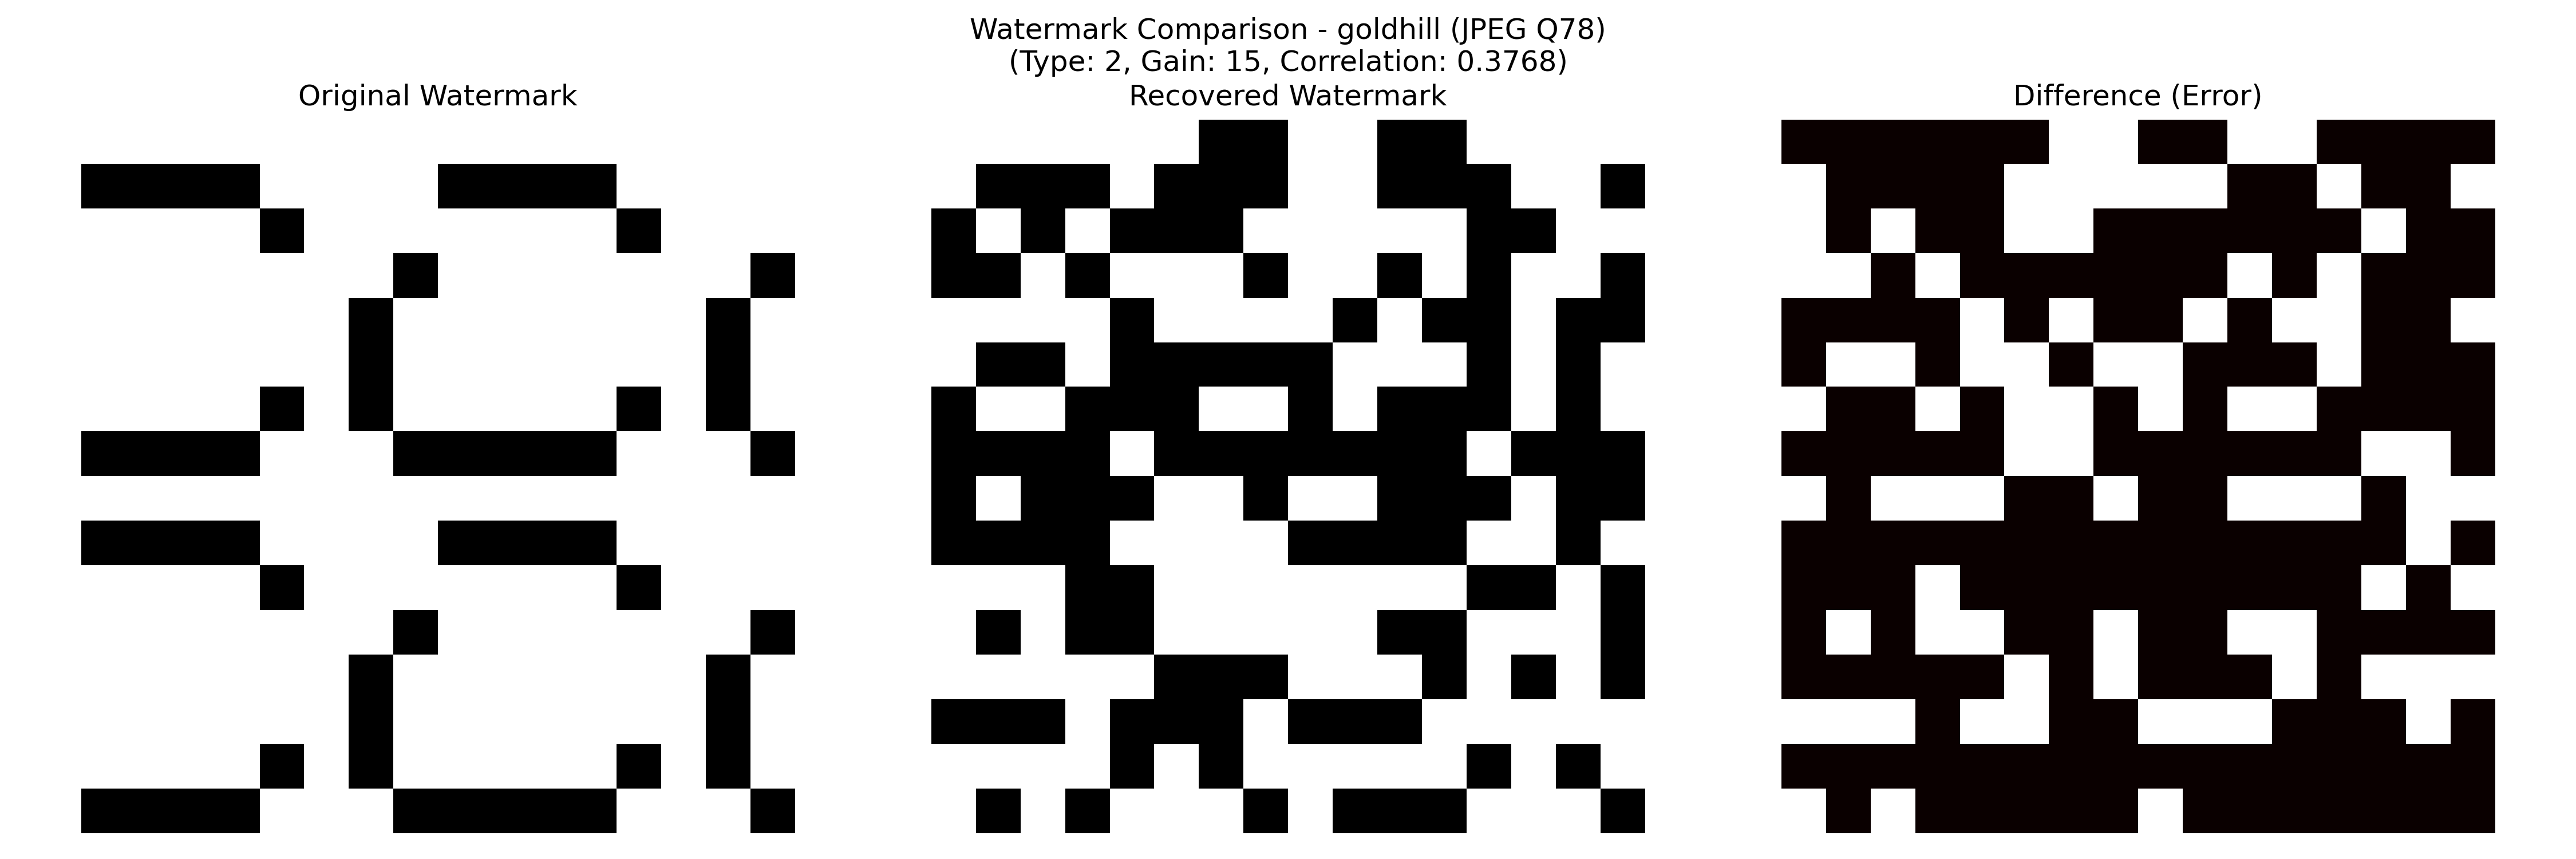 Watermark Comparison - goldhill (JPEG Q78)
(Type: 2, Gain: 15, Correlation: 0.3768)
Original Watermark
Recovered Watermark
Difference (Error)